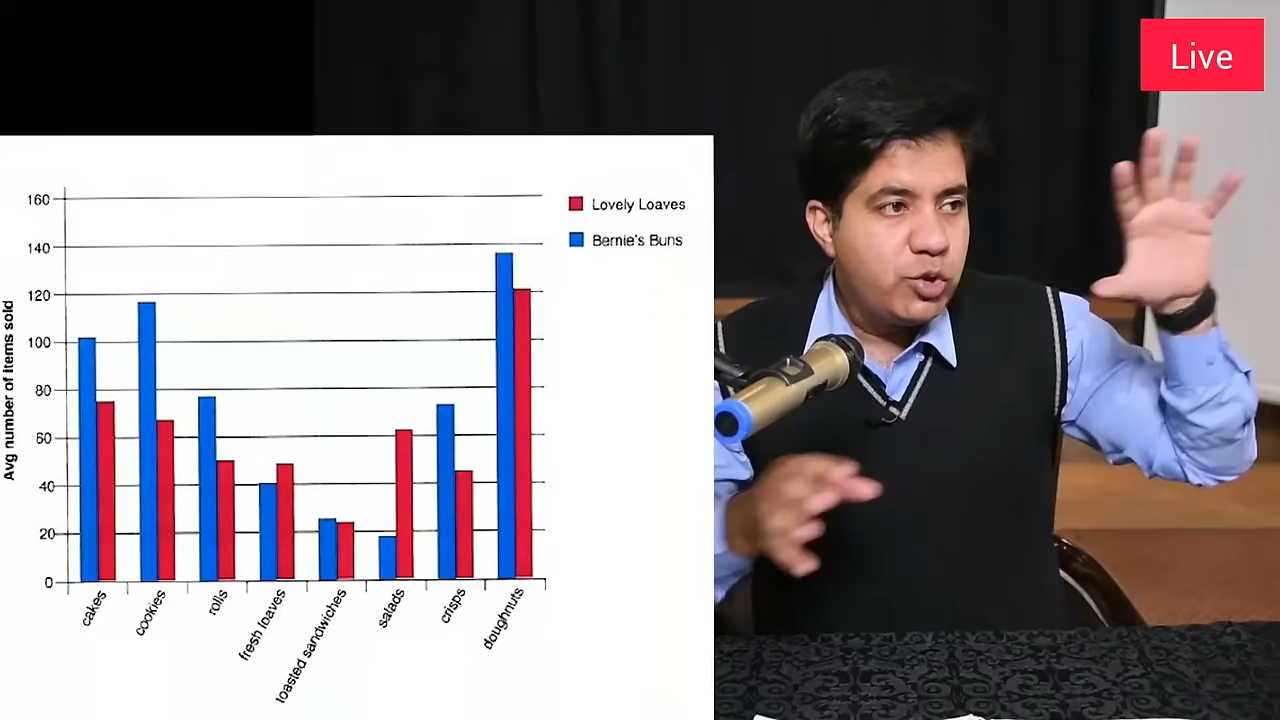 Live
Lovely Loaves
Bernie's Buns
Avg number of items sold
160
140
120
100
80
60
40
20
0
cakes
cookies
rolls
fresh loaves
toasted sandwiches
salads
crisps
doughnuts